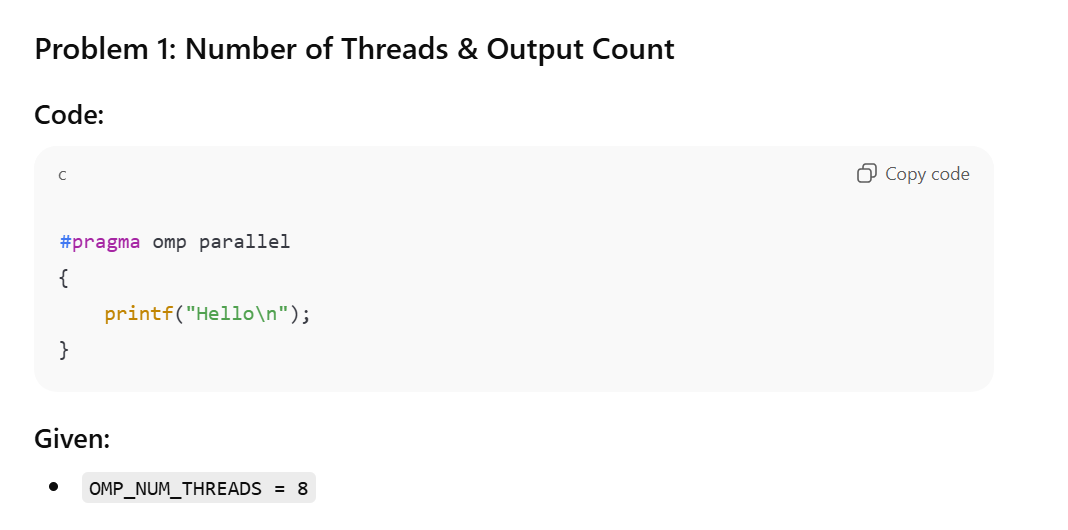 Problem 1: Number of Threads & Output Count
Code:
c
Copy code
#pragma omp parallel
{
    printf("Hello\n");
}
Given:
• OMP_NUM_THREADS = 8